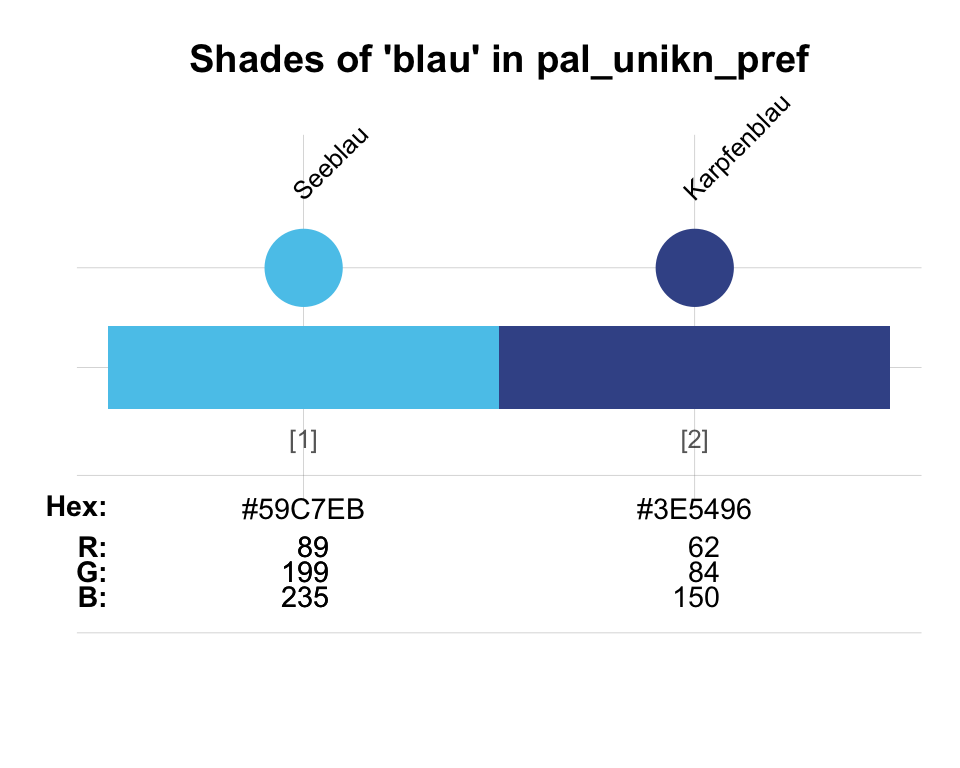 Shades of 'blau' in pal_unikn_pref
Seeblau Karpfenblau
[1] [2]
Hex: #59C7EB #3E5496
R: 89 62
G: 199 84
B: 235 150